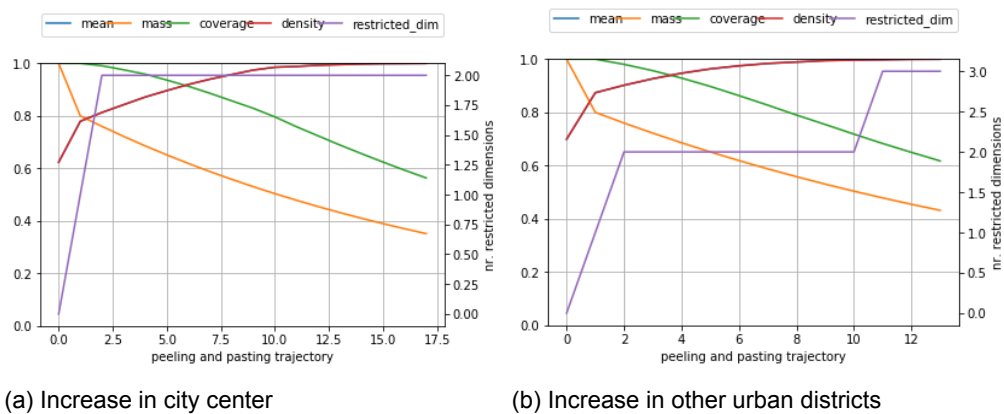 mean mass coverage density restricted_dim
1.0
0.8
0.6
0.4
0.2
0.0
2.00
1.75
1.50
1.25
1.00
0.75
0.50
0.25
0.00
nr. restricted dimensions
0.0 2.5 5.0 7.5 10.0 12.5 15.0 17.5
peeling and pasting trajectory
(a) Increase in city center
mean mass coverage density restricted_dim
1.0
0.8
0.6
0.4
0.2
0.0
3.0
2.5
2.0
1.5
1.0
0.5
0.0
nr. restricted dimensions
0 2 4 6 8 10 12
peeling and pasting trajectory
(b) Increase in other urban districts